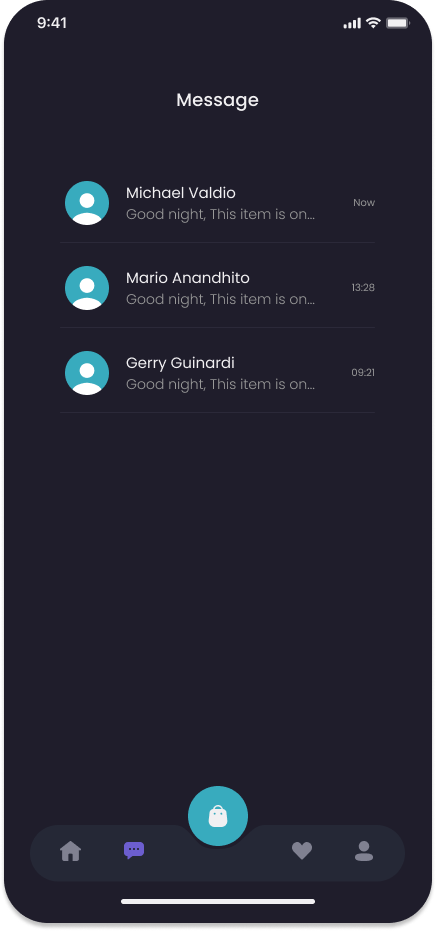 9:41
Message
Michael Valdio
Good night, This item is on...
Now
Mario Anandhito
Good night, This item is on...
13:28
Gerry Guinardi
Good night, This item is on...
09:21